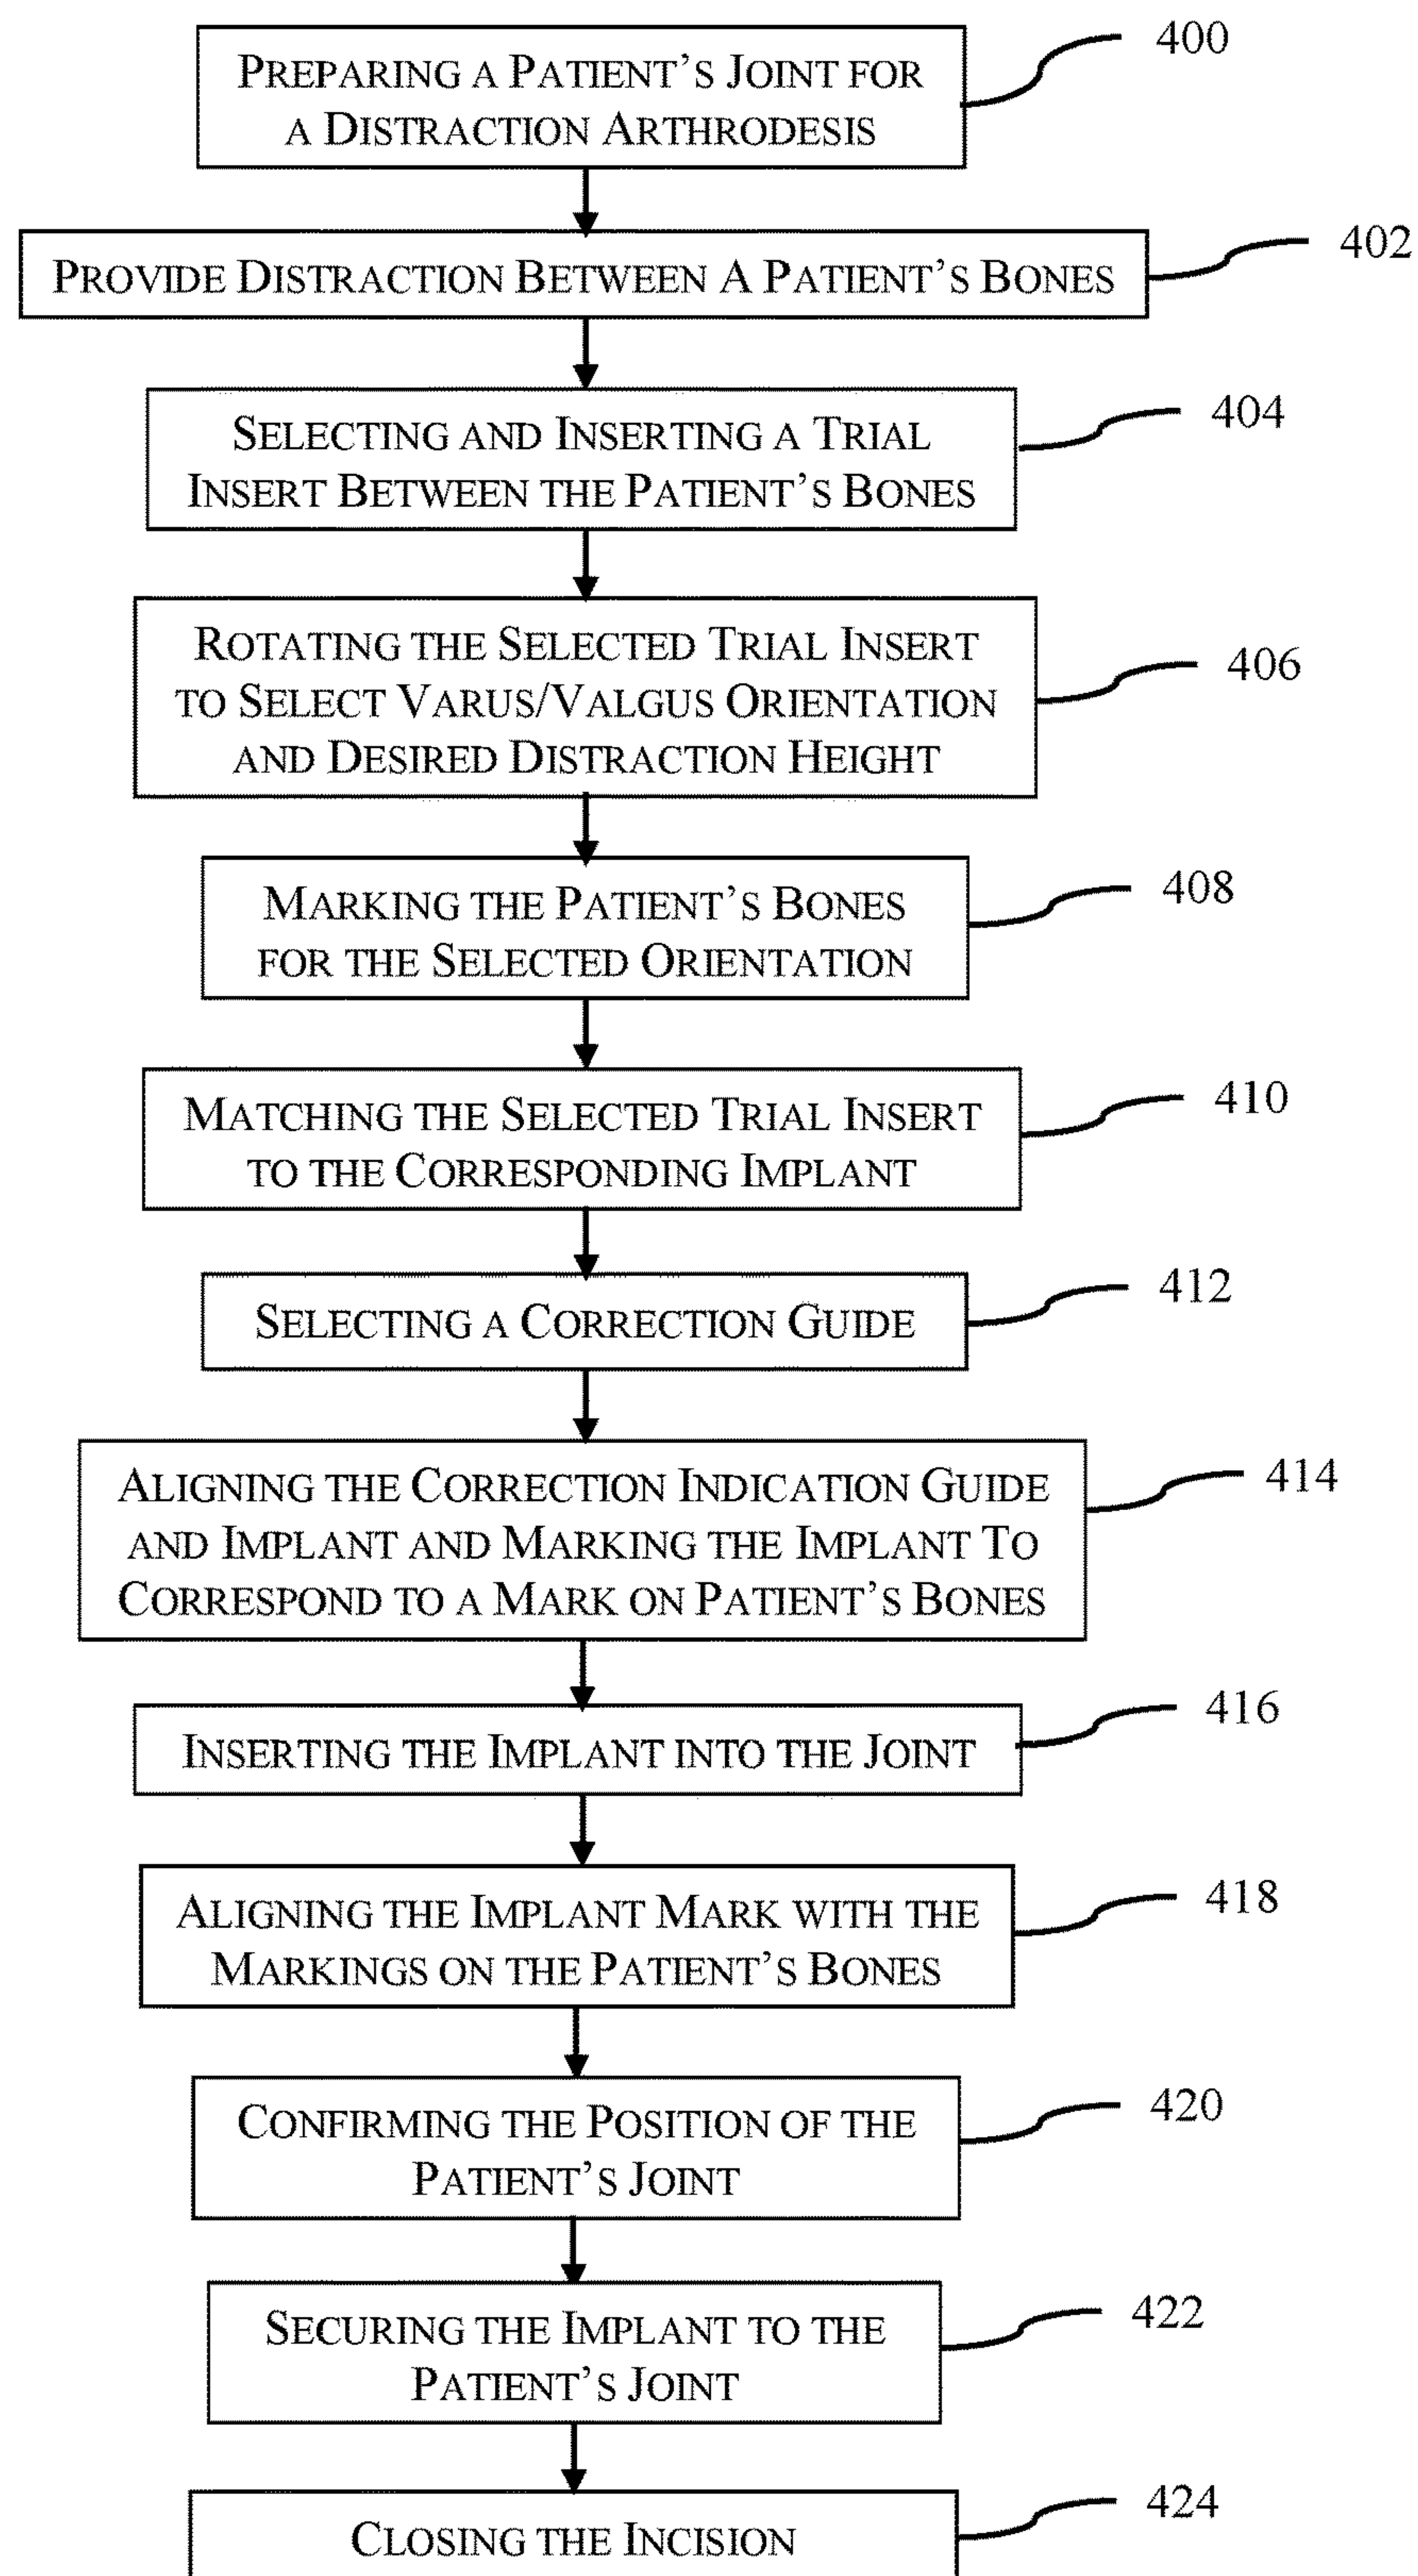 PREPARING A PATIENT'S JOINT FOR
A DISTRACTION ARTHRODESIS
400
PROVIDE DISTRACTION BETWEEN A PATIENT'S BONES
402
SELECTING AND INSERTING A TRIAL
INSERT BETWEEN THE PATIENT'S BONES
404
ROTATING THE SELECTED TRIAL INSERT
TO SELECT VARUS/VALGUS ORIENTATION
AND DESIRED DISTRACTION HEIGHT
406
MARKING THE PATIENT'S BONES
FOR THE SELECTED ORIENTATION
408
MATCHING THE SELECTED TRIAL INSERT
TO THE CORRESPONDING IMPLANT
410
SELECTING A CORRECTION GUIDE
412
ALIGNING THE CORRECTION INDICATION GUIDE
AND IMPLANT AND MARKING THE IMPLANT TO
CORRESPOND TO A MARK ON PATIENT'S BONES
414
INSERTING THE IMPLANT INTO THE JOINT
416
ALIGNING THE IMPLANT MARK WITH THE
MARKINGS ON THE PATIENT'S BONES
418
CONFIRMING THE POSITION OF THE
PATIENT'S JOINT
420
SECURING THE IMPLANT TO THE
PATIENT'S JOINT
422
CLOSING THE INCISION
424